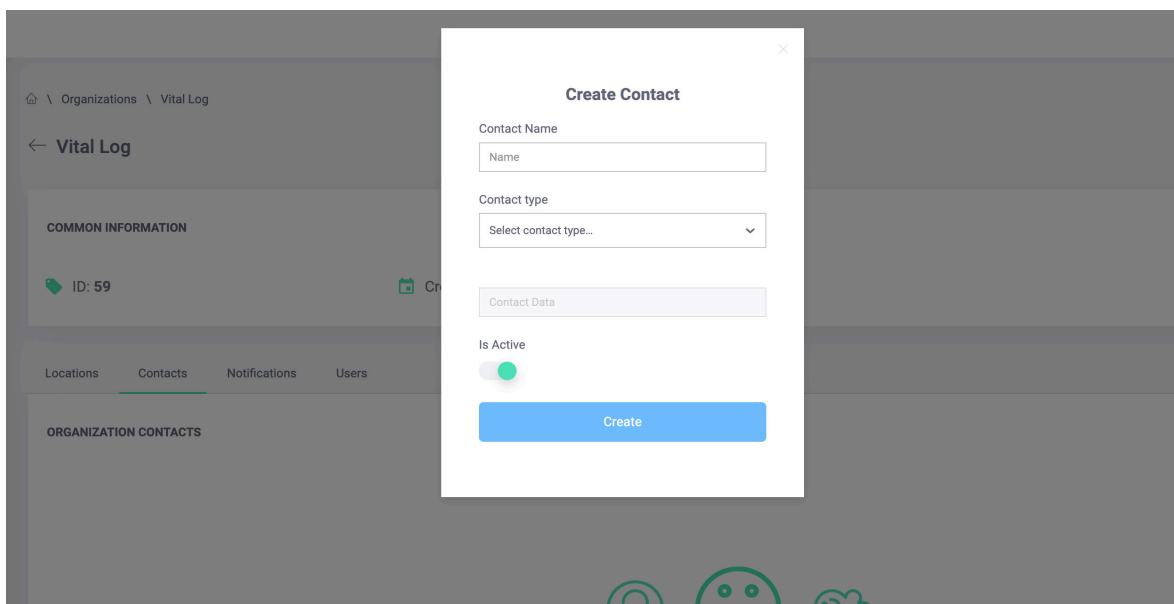 \ Organizations \ Vital Log
← Vital Log
COMMON INFORMATION
ID: 59
Locations Contacts Notifications Users
ORGANIZATION CONTACTS
Create Contact
Contact Name
Name
Contact type
Select contact type...
Contact Data
Is Active
Create